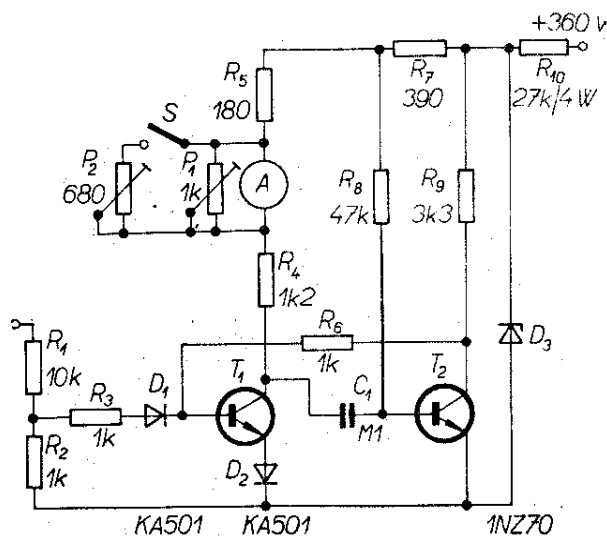 +360 V
R5
180
R7
390
R10
27k/4W
S
P2
680
P1
1k
A
R8
47k
R9
3k3
R4
1k2
R6
1k
R1
10k
R3
1k
D1
T1
C1
M1
T2
D3
R2
1k
D2
KA501
KA501
1NZ70